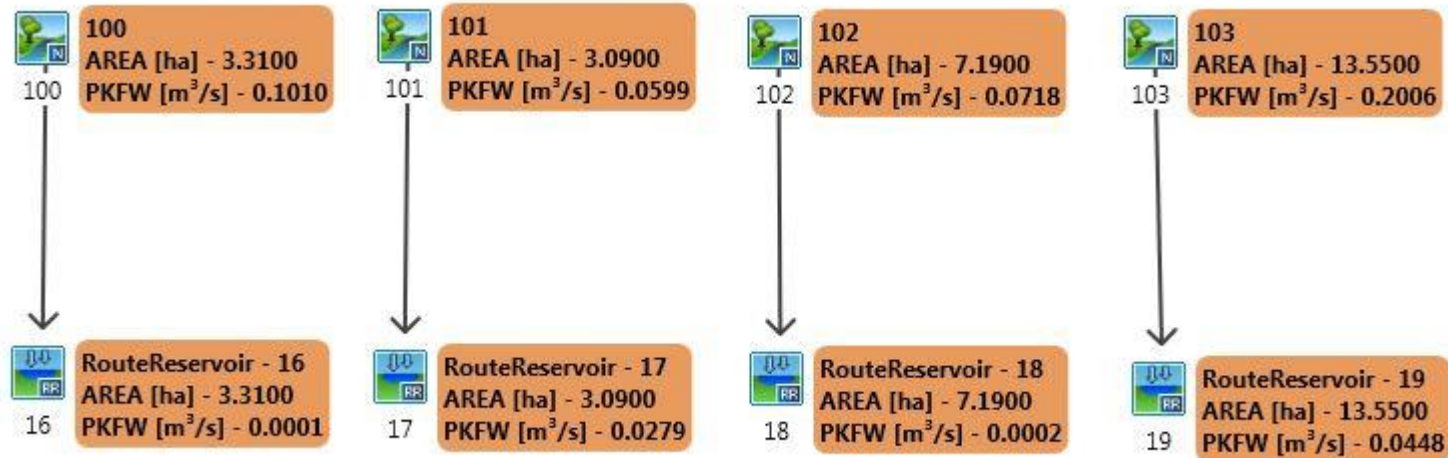 100
AREA [ha] - 3.3100
PKFW [m³/s] - 0.1010
N
100
101
AREA [ha] - 3.0900
PKFW [m³/s] - 0.0599
N
101
102
AREA [ha] - 7.1900
PKFW [m³/s] - 0.0718
N
102
103
AREA [ha] - 13.5500
PKFW [m³/s] - 0.2006
N
103
RouteReservoir - 16
AREA [ha] - 3.3100
PKFW [m³/s] - 0.0001
RR
16
RouteReservoir - 17
AREA [ha] - 3.0900
PKFW [m³/s] - 0.0279
RR
17
RouteReservoir - 18
AREA [ha] - 7.1900
PKFW [m³/s] - 0.0002
RR
18
RouteReservoir - 19
AREA [ha] - 13.5500
PKFW [m³/s] - 0.0448
RR
19